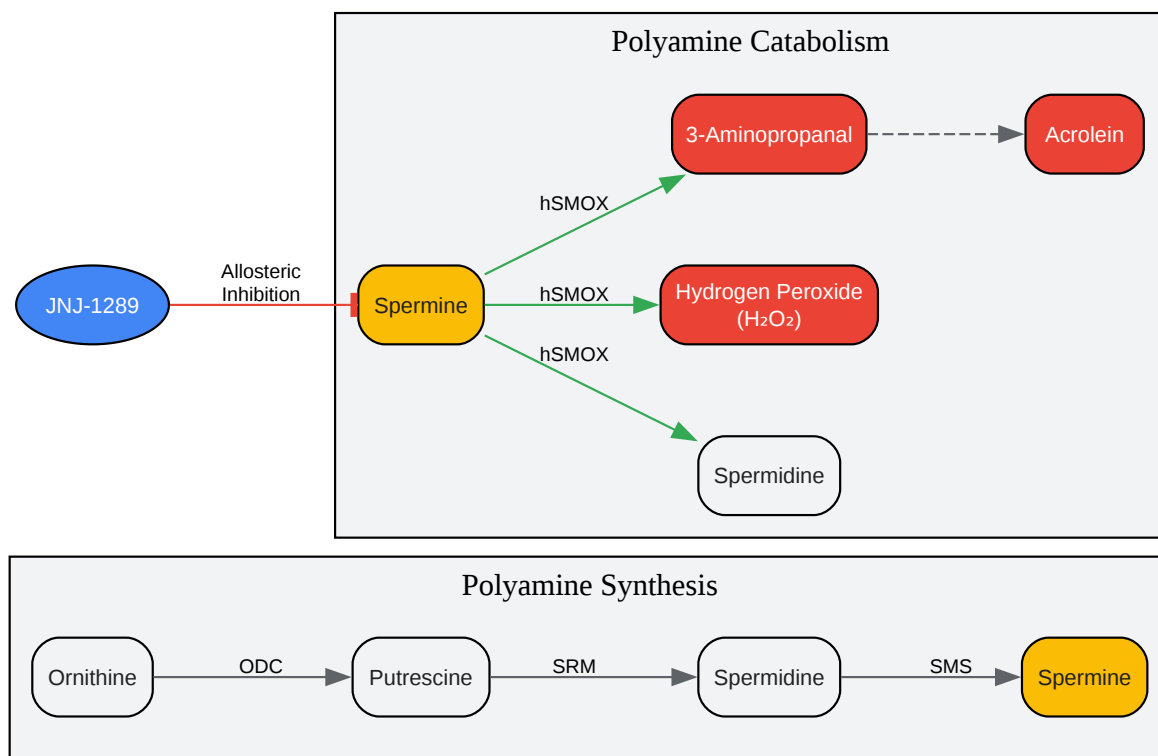 Polyamine Catabolism
3-Aminopropanal
Acrolein
hSMOX
Allosteric
Inhibition
JNJ-1289
Spermine
hSMOX
Hydrogen Peroxide
(H₂O₂)
hSMOX
Spermidine
Polyamine Synthesis
Ornithine
ODC
Putrescine
SRM
Spermidine
SMS
Spermine